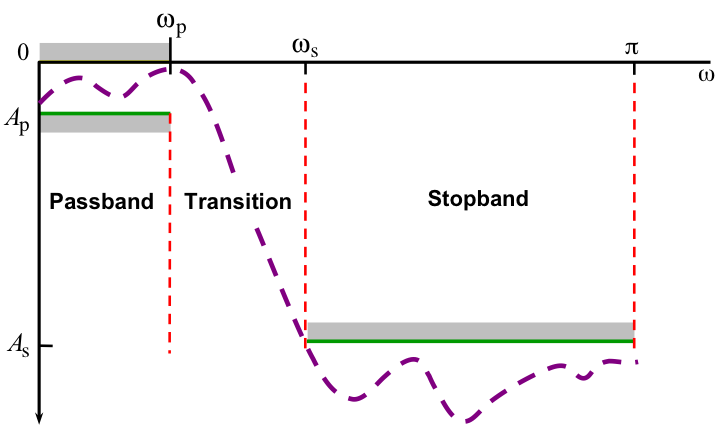 ωp
0
ωs
π
ω
Ap
Passband
Transition
Stopband
As